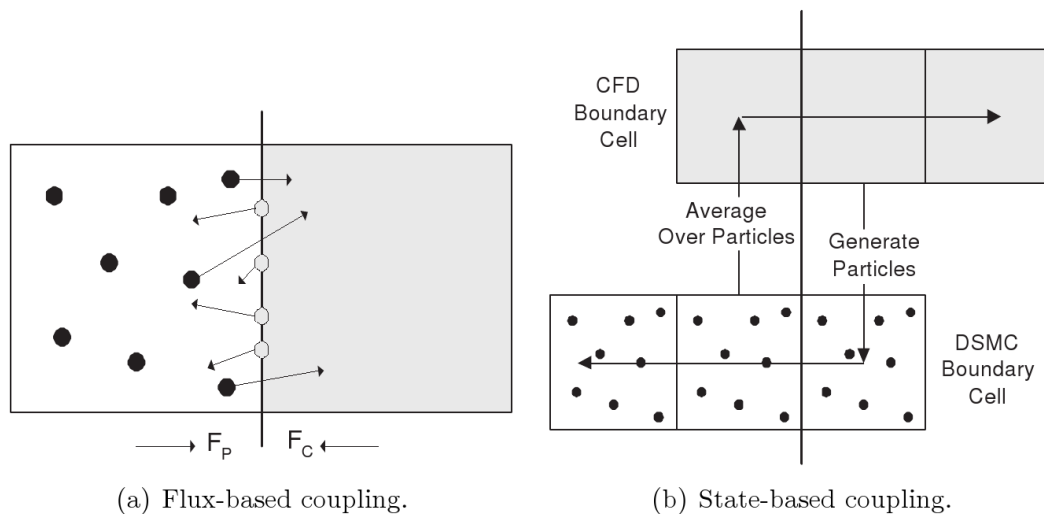 F_P
F_C
(a) Flux-based coupling.
CFD
Boundary
Cell
Average
Over Particles
Generate
Particles
DSMC
Boundary
Cell
(b) State-based coupling.